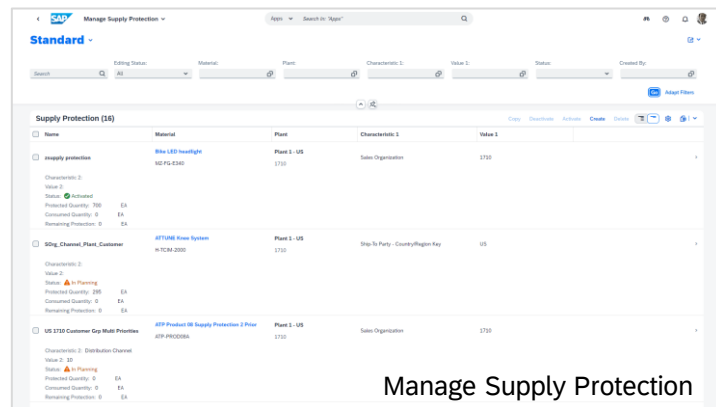 SAP Manage Supply Protection Apps Search In "Apps"
Standard
Editing Status: Material: Plant: Characteristic 1: Value 1: Status: Created By:
Search All
Go Adapt Filters
Supply Protection (16) Copy Deactivate Activate Create Delete
Name Material Plant Characteristic 1 Value 1
zsupply protection Bike LED headlight Plant 1 - US Sales Organization 1710
MZ-FG-E340 1710
Characteristic 2:
Value 2:
Status: Activated
Protected Quantity: 700 EA
Consumed Quantity: 0 EA
Remaining Protection: 0 EA
SOrg_Channel_Plant_Customer ATTUNE Knee System Plant 1 - US Ship-To Party - Country/Region Key US
H-TCIM-2000 1710
Characteristic 2:
Value 2:
Status: In Planning
Protected Quantity: 295 EA
Consumed Quantity: 0 EA
Remaining Protection: 0 EA
US 1710 Customer Grp Multi Priorities ATP Product 08 Supply Protection 2 Prior Plant 1 - US Sales Organization 1710
ATP-PROD08A 1710
Characteristic 2: Distribution Channel
Value 2: 10
Status: In Planning
Protected Quantity: 0 EA
Consumed Quantity: 0 EA
Remaining Protection: 0 EA
Manage Supply Protection